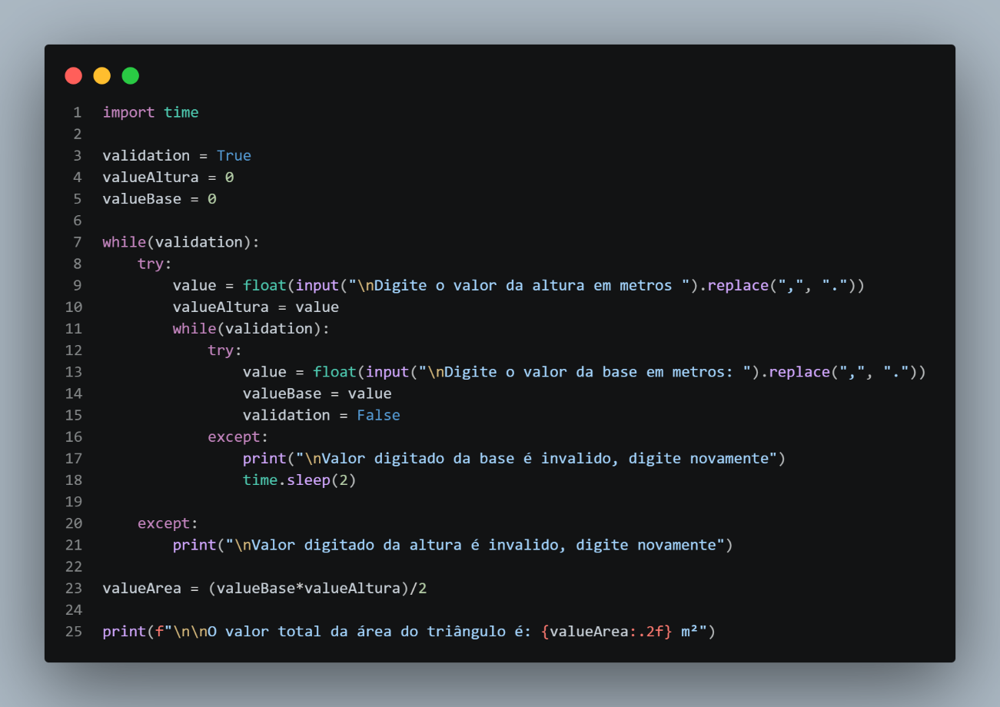 1 import time
2
3 validation = True
4 valueAltura = 0
5 valueBase = 0
6
7 while(validation):
8     try:
9         value = float(input("\nDigite o valor da altura em metros ").replace(",", "."))
10         valueAltura = value
11         while(validation):
12             try:
13                 value = float(input("\nDigite o valor da base em metros: ").replace(",", "."))
14                 valueBase = value
15                 validation = False
16             except:
17                 print("\nValor digitado da base é invalido, digite novamente")
18                 time.sleep(2)
19
20     except:
21         print("\nValor digitado da altura é invalido, digite novamente")
22
23 valueArea = (valueBase*valueAltura)/2
24
25 print(f"\n\nO valor total da área do triângulo é: {valueArea:.2f} m²")